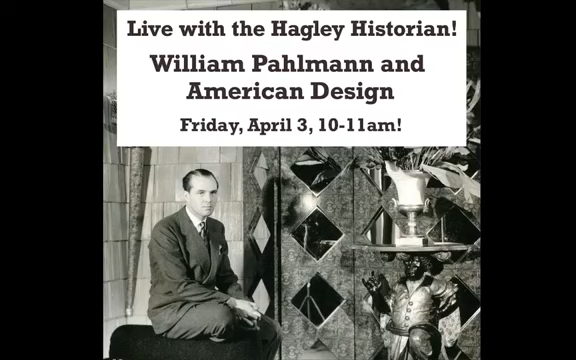 Live with the Hagley Historian!
William Pahlmann and
American Design
Friday, April 3, 10-11am!